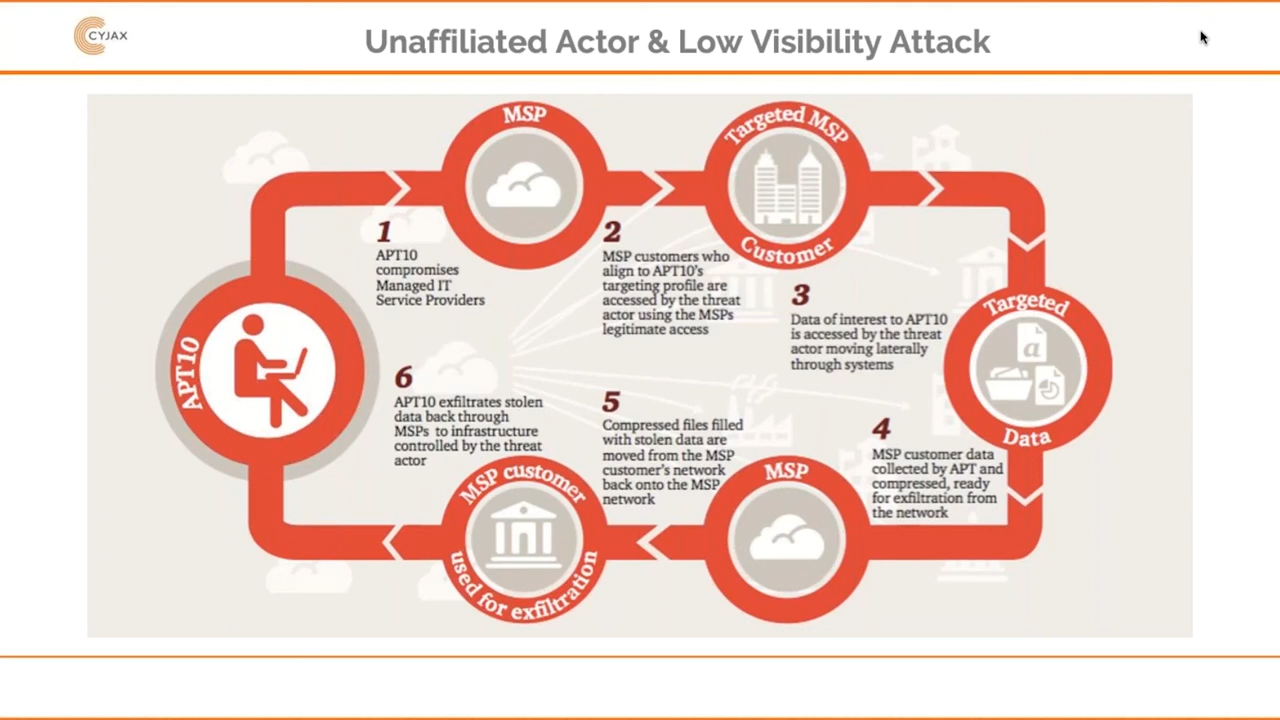 CYJAX
Unaffiliated Actor & Low Visibility Attack
MSP
Targeted MSP
Customer
1
APT10
compromises
Managed IT
Service Providers
2
MSP customers who
align to APT10's
targeting profile are
accessed by the threat
actor using the MSPs
legitimate access
3
Data of interest to APT10
is accessed by the threat
actor moving laterally
through systems
Targeted
Data
APT10
6
APT10 exfiltrates stolen
data back through
MSPs to infrastructure
controlled by the threat
actor
5
Compressed files filled
with stolen data are
moved from the MSP
customer's network
back onto the MSP
network
4
MSP customer data
collected by APT and
compressed, ready
for exfiltration from
the network
MSP customer
used for exfiltration
MSP
a